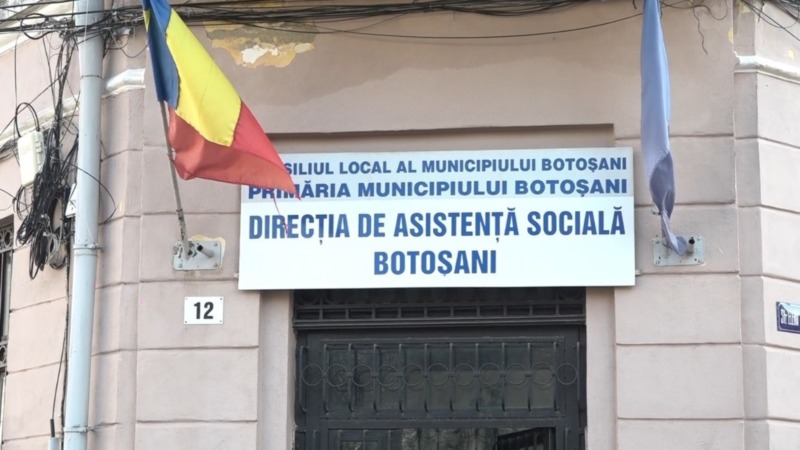 SILIUL LOCAL AL MUNICIPIULUI BOTOȘANI
PRIMĂRIA MUNICIPIULUI BOTOȘANI
DIRECȚIA DE ASISTENȚĂ SOCIALĂ
BOTOȘANI
12